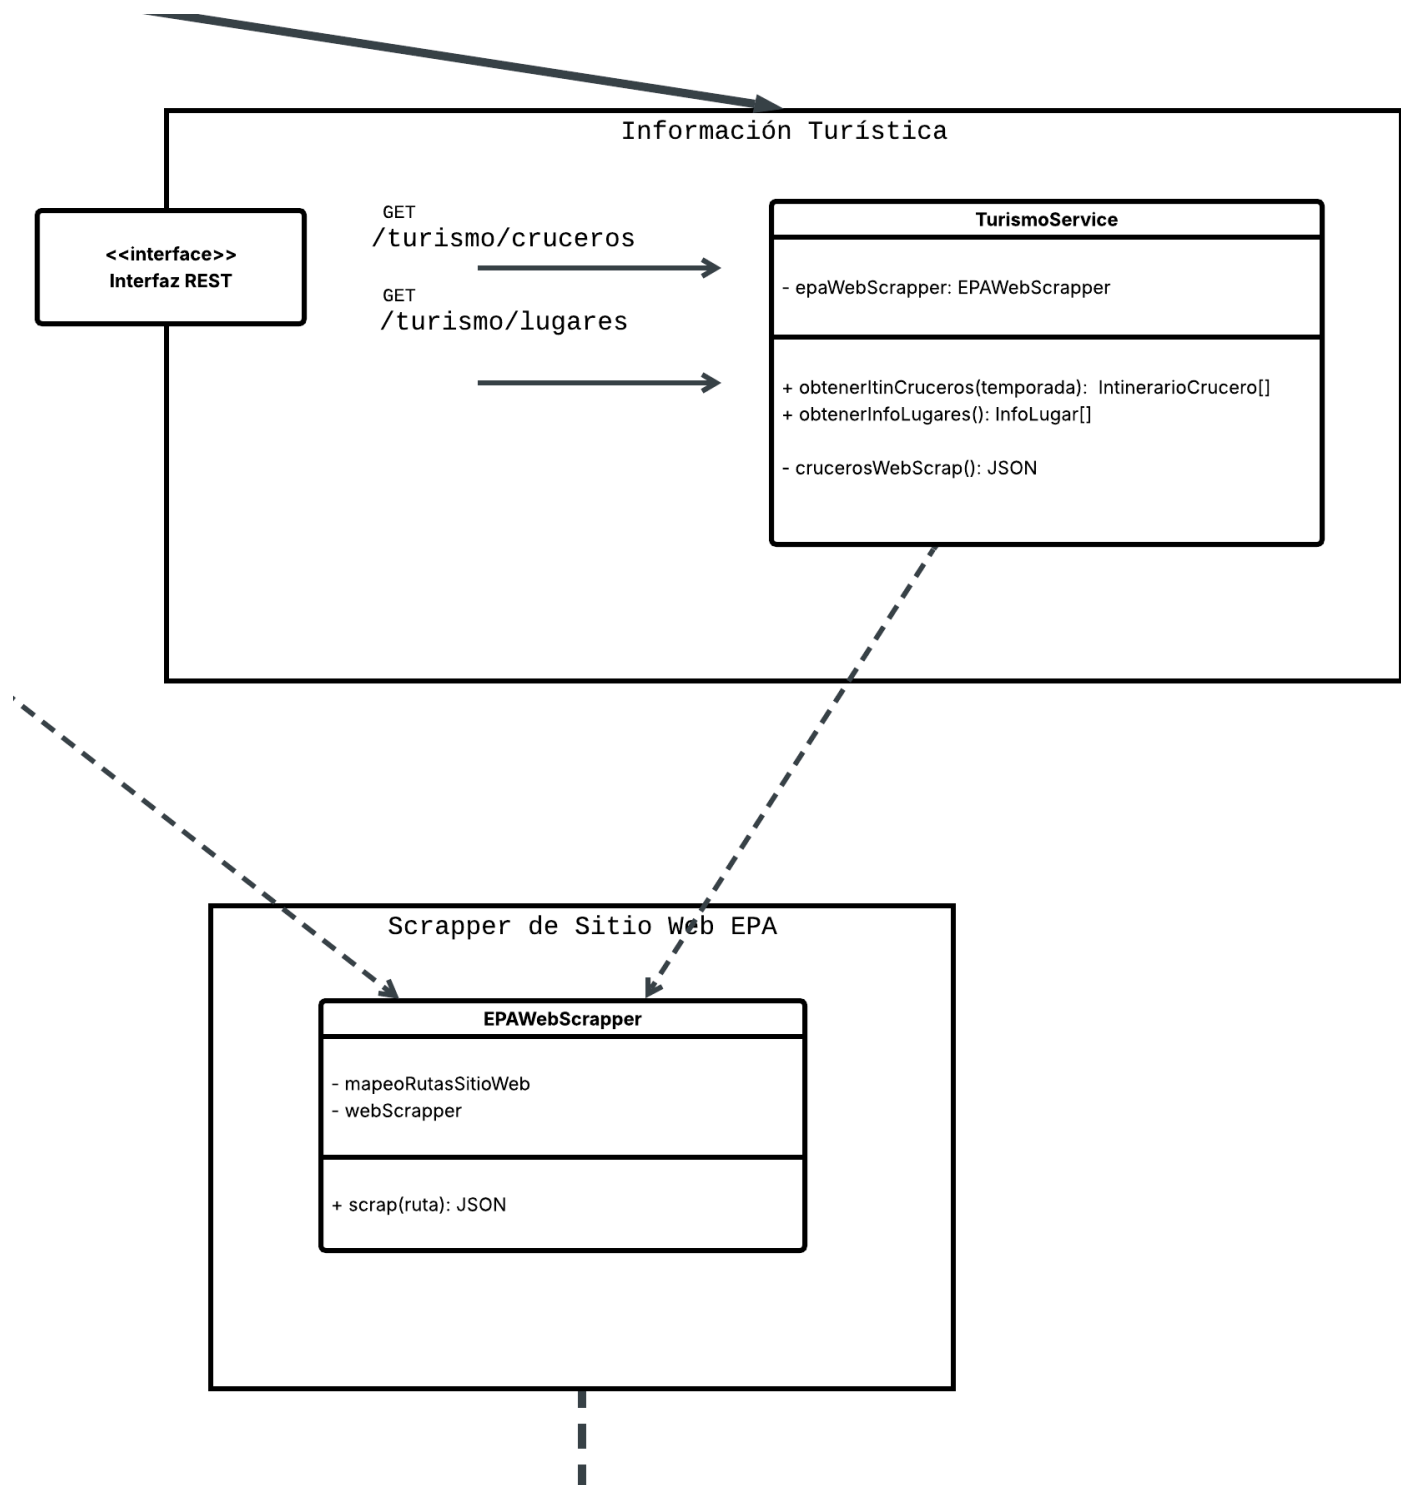 Información Turística
<<interface>>
Interfaz REST
GET
/turismo/cruceros
GET
/turismo/lugares
TurismoService
- epaWebScrapper: EPAWebScrapper
+ obtenerItinCruceros(temporada): IntinerarioCrucero[]
+ obtenerInfoLugares(): InfoLugar[]
- crucerosWebScrap(): JSON
Scrapper de Sitio Web EPA
EPAWebScrapper
- mapeoRutasSitioWeb
- webScrapper
+ scrap(ruta): JSON